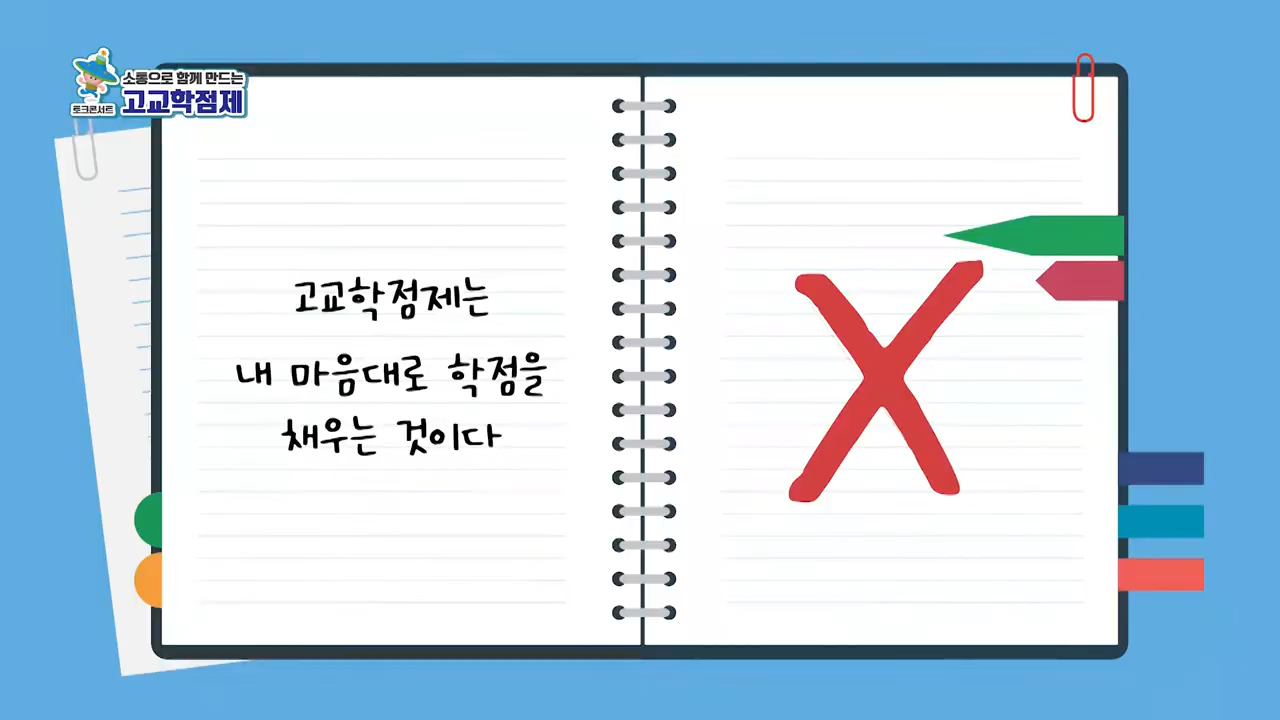 소통으로 함께 만드는
토크콘서트
고교학점제
고교학점제는
내 마음대로 학점을
채우는 것이다
X